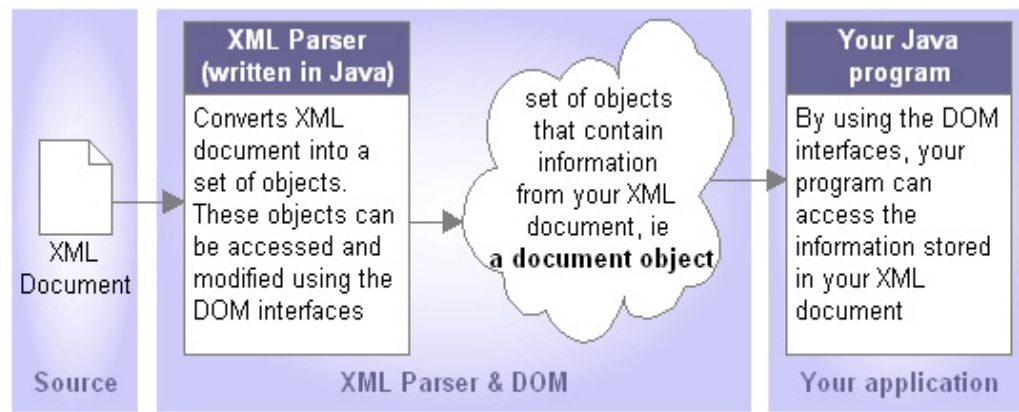 XML
Document
Source
XML Parser
(written in Java)
Converts XML
document into a
set of objects.
These objects can
be accessed and
modified using the
DOM interfaces
set of objects
that contain
information
from your XML
document, ie
a document object
XML Parser & DOM
Your Java
program
By using the DOM
interfaces, your
program can
access the
information stored
in your XML
document
Your application